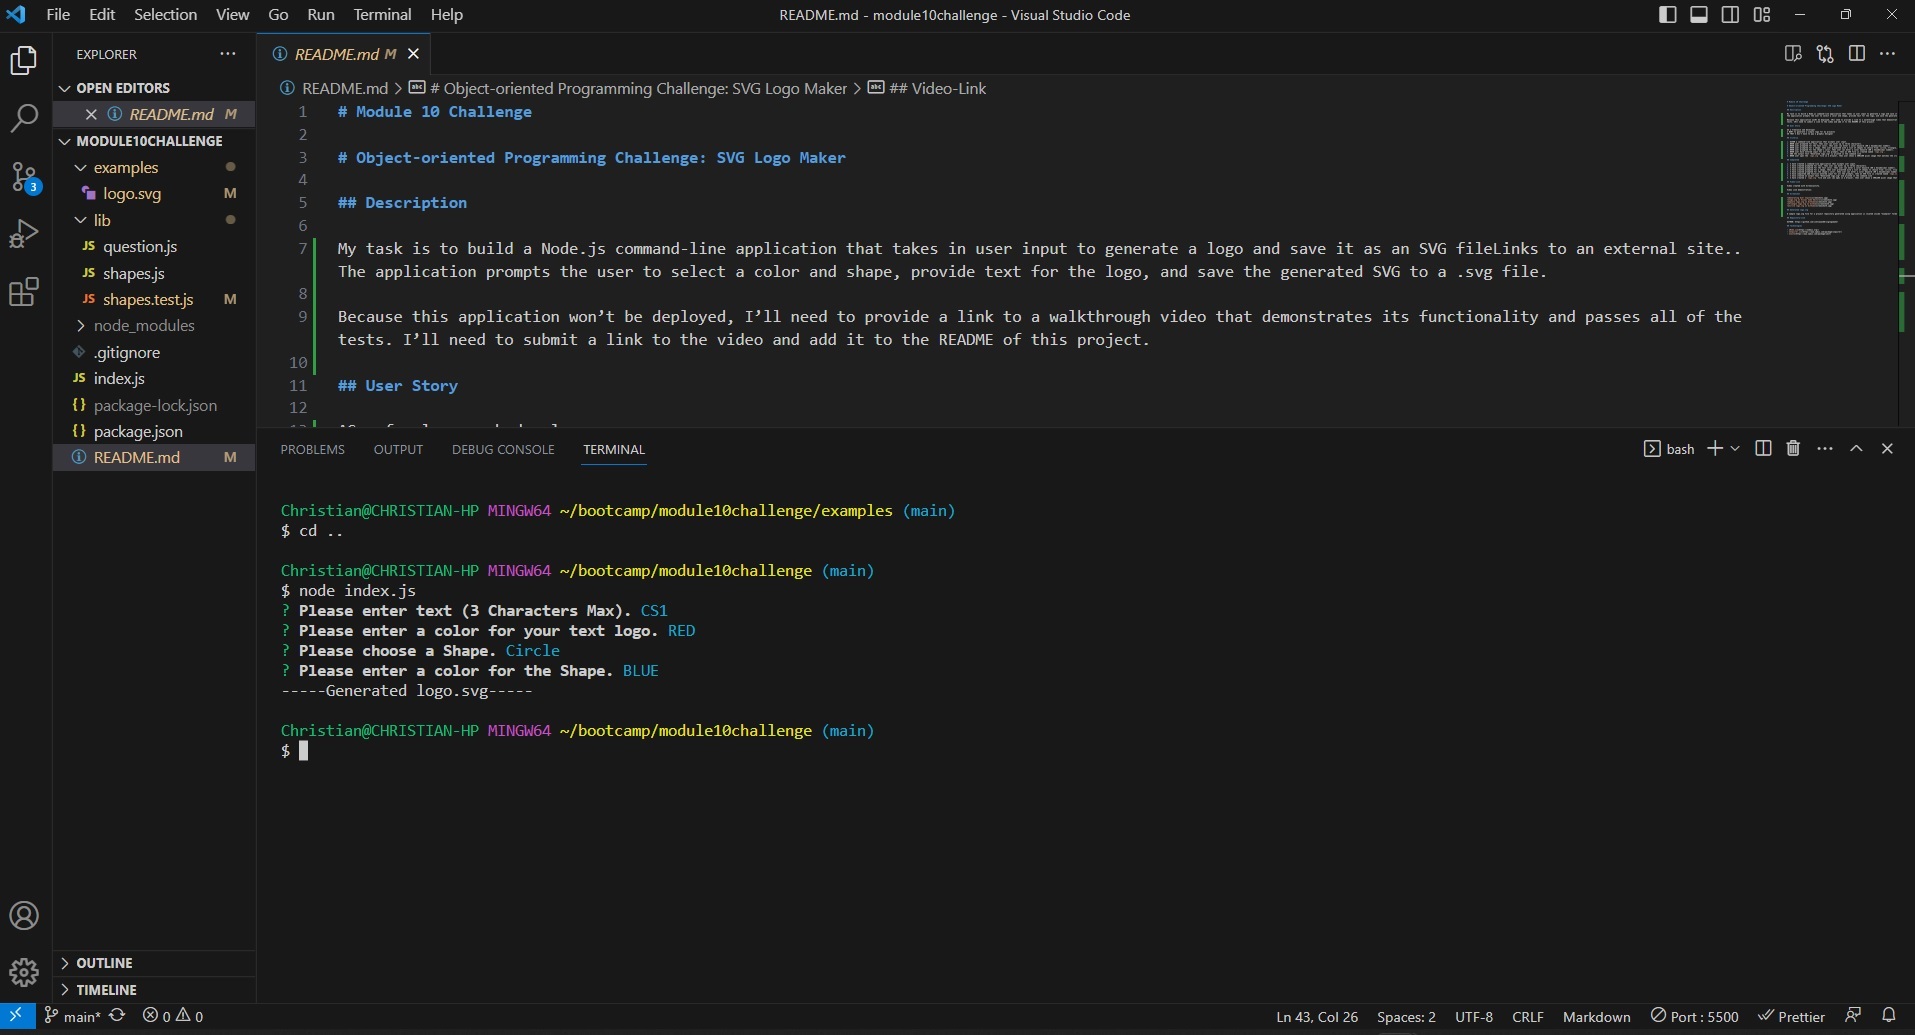 File Edit Selection View Go Run Terminal Help
README.md - module10challenge - Visual Studio Code
EXPLORER
OPEN EDITORS
README.md M
MODULE10CHALLENGE
examples
logo.svg M
lib
JS question.js
JS shapes.js
JS shapes.test.js M
node_modules
.gitignore
JS index.js
{} package-lock.json
{} package.json
README.md M
OUTLINE
TIMELINE
3
README.md M
README.md > # Object-oriented Programming Challenge: SVG Logo Maker > ## Video-Link
1 # Module 10 Challenge
2
3 # Object-oriented Programming Challenge: SVG Logo Maker
4
5 ## Description
6
7 My task is to build a Node.js command-line application that takes in user input to generate a logo and save it as an SVG fileLinks to an external site..
The application prompts the user to select a color and shape, provide text for the logo, and save the generated SVG to a .svg file.
8
9 Because this application won’t be deployed, I’ll need to provide a link to a walkthrough video that demonstrates its functionality and passes all of the
tests. I’ll need to submit a link to the video and add it to the README of this project.
10
11 ## User Story
12
PROBLEMS OUTPUT DEBUG CONSOLE TERMINAL
bash
Christian@CHRISTIAN-HP MINGW64 ~/bootcamp/module10challenge/examples (main)
$ cd ..
Christian@CHRISTIAN-HP MINGW64 ~/bootcamp/module10challenge (main)
$ node index.js
? Please enter text (3 Characters Max). CS1
? Please enter a color for your text logo. RED
? Please choose a Shape. Circle
? Please enter a color for the Shape. BLUE
-----Generated logo.svg-----
Christian@CHRISTIAN-HP MINGW64 ~/bootcamp/module10challenge (main)
$
main* 0 0
Ln 43, Col 26 Spaces: 2 UTF-8 CRLF Markdown Port : 5500 Prettier